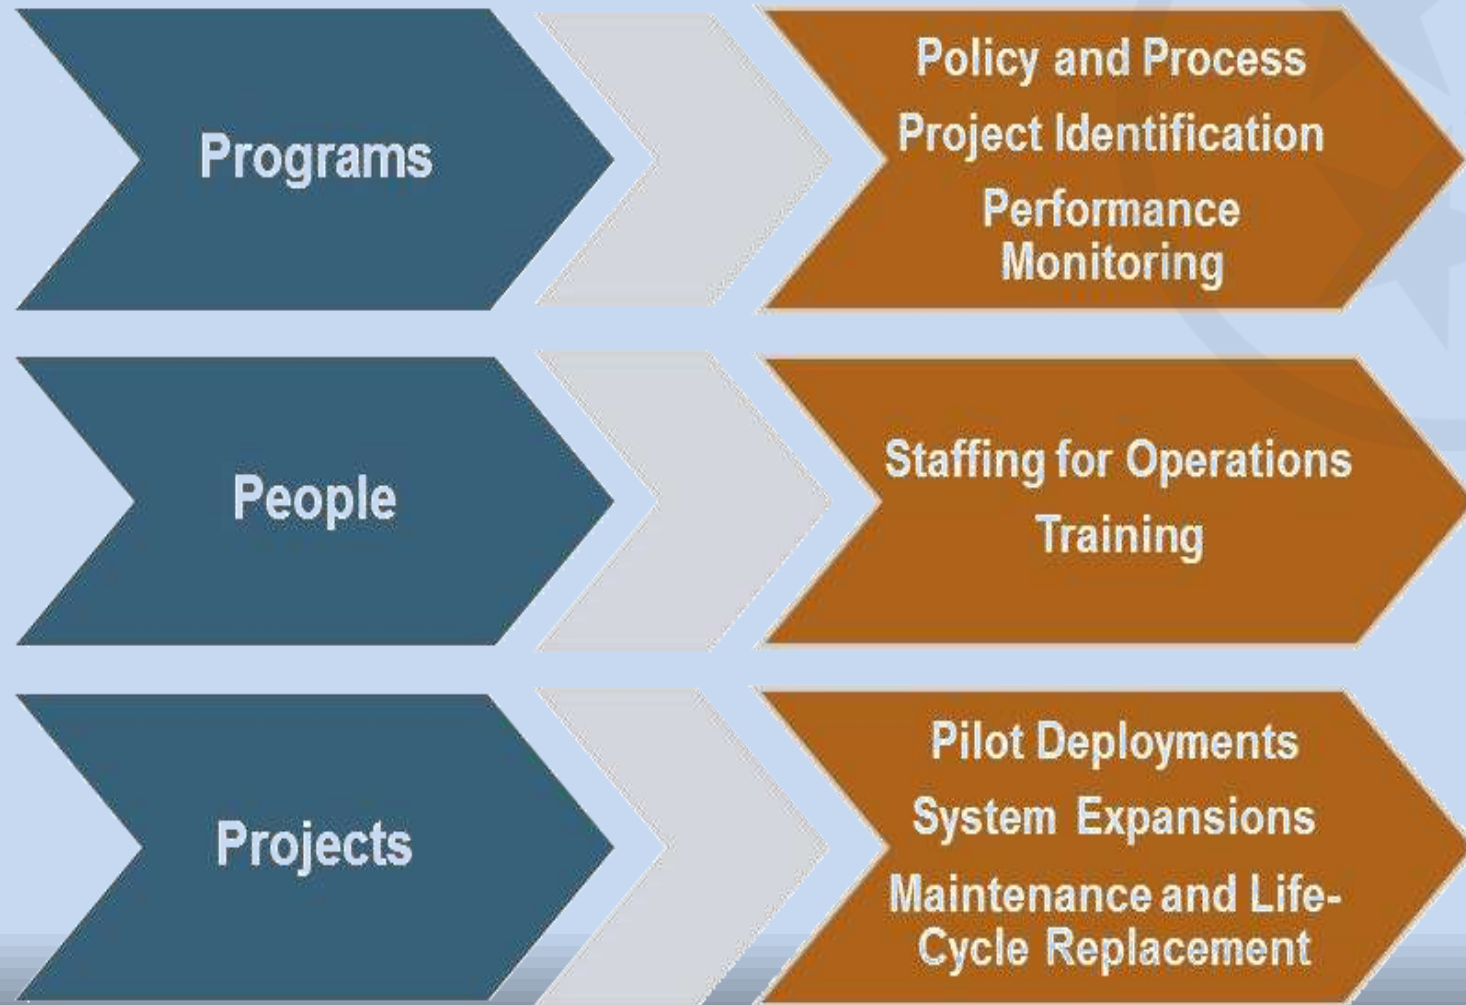 Programs
Policy and Process
Project Identification
Performance
Monitoring
People
Staffing for Operations
Training
Projects
Pilot Deployments
System Expansions
Maintenance and Life-
Cycle Replacement